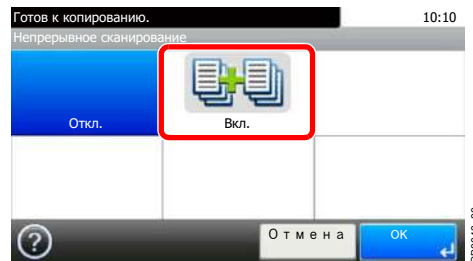 Готов к копированию.
10:10
Непрерывное сканирование
Откл.
Вкл.
?
Отмена
OK